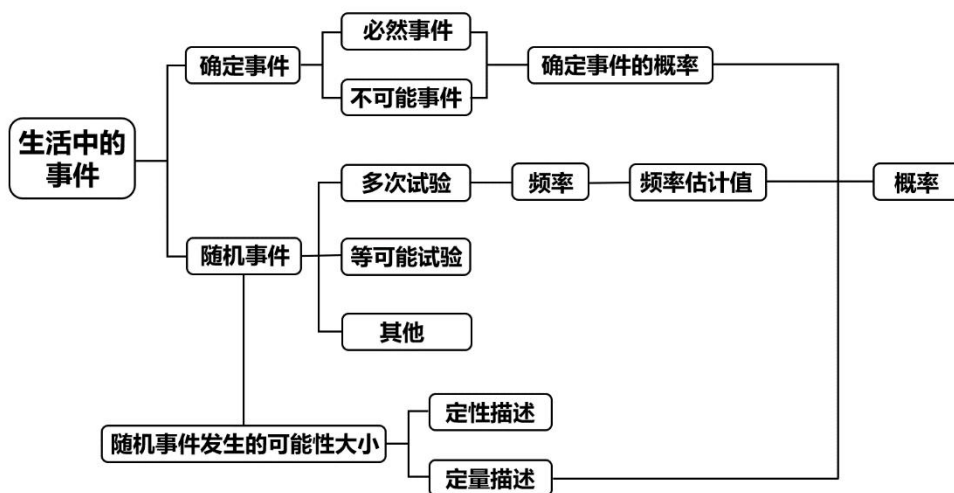 生活中的
事件
确定事件
必然事件
不可能事件
确定事件的概率
随机事件
多次试验
频率
频率估计值
概率
等可能试验
其他
随机事件发生的可能性大小
定性描述
定量描述